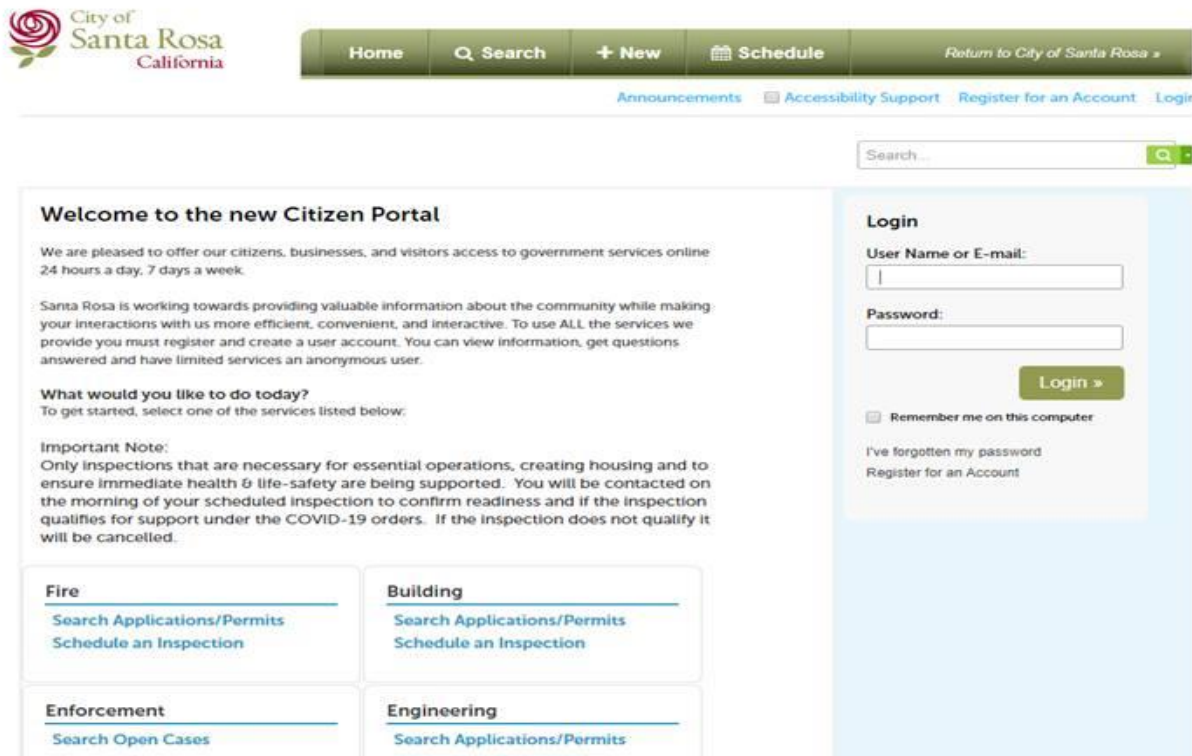 City of
Santa Rosa
California
Home
Search
New
Schedule
Return to City of Santa Rosa »
Announcements
Accessibility Support
Register for an Account
Login
Search...
Welcome to the new Citizen Portal
We are pleased to offer our citizens, businesses, and visitors access to government services online
24 hours a day, 7 days a week.
Santa Rosa is working towards providing valuable information about the community while making
your interactions with us more efficient, convenient, and interactive. To use ALL the services we
provide you must register and create a user account. You can view information, get questions
answered and have limited services an anonymous user.
What would you like to do today?
To get started, select one of the services listed below:
Important Note:
Only inspections that are necessary for essential operations, creating housing and to
ensure immediate health & life-safety are being supported. You will be contacted on
the morning of your scheduled inspection to confirm readiness and if the inspection
qualifies for support under the COVID-19 orders. If the inspection does not qualify it
will be cancelled.
Fire
Search Applications/Permits
Schedule an Inspection
Building
Search Applications/Permits
Schedule an Inspection
Enforcement
Search Open Cases
Engineering
Search Applications/Permits
Login
User Name or E-mail:
Password:
Login »
Remember me on this computer
I've forgotten my password
Register for an Account